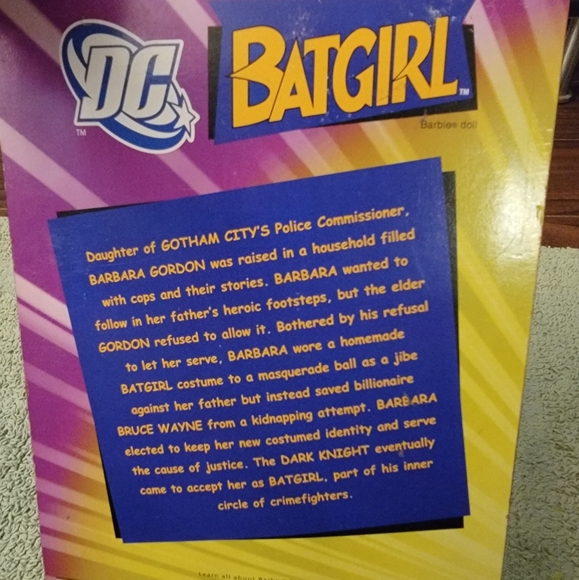 DC
TM
BATGIRL
TM
Barbie® doll
Daughter of GOTHAM CITY'S Police Commissioner,
BARBARA GORDON was raised in a household filled
with cops and their stories. BARBARA wanted to
follow in her father's heroic footsteps, but the elder
GORDON refused to allow it. Bothered by his refusal
to let her serve, BARBARA wore a homemade
BATGIRL costume to a masquerade ball as a jibe
against her father but instead saved billionaire
BRUCE WAYNE from a kidnapping attempt. BARBARA
elected to keep her new costumed identity and serve
the cause of justice. The DARK KNIGHT eventually
came to accept her as BATGIRL, part of his inner
circle of crimefighters.
Learn all about